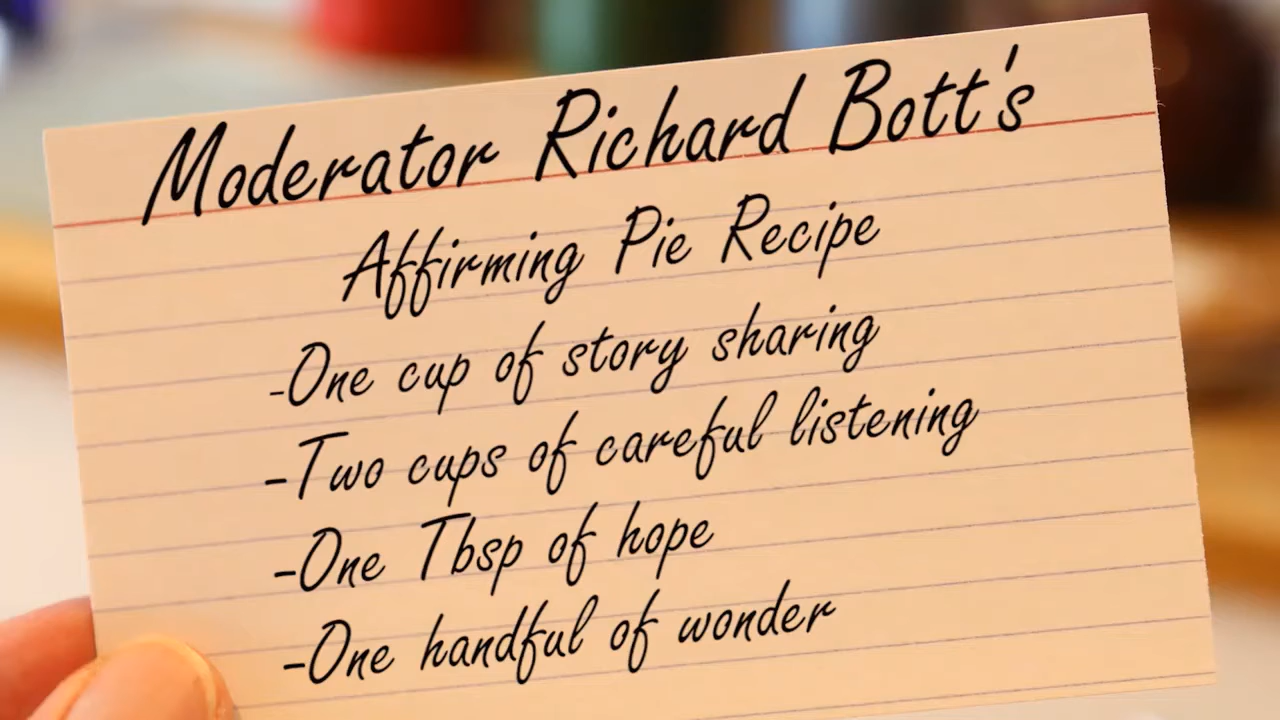 Moderator Richard Bott's
Affirming Pie Recipe
-One cup of story sharing
-Two cups of careful listening
-One Tbsp of hope
-One handful of wonder